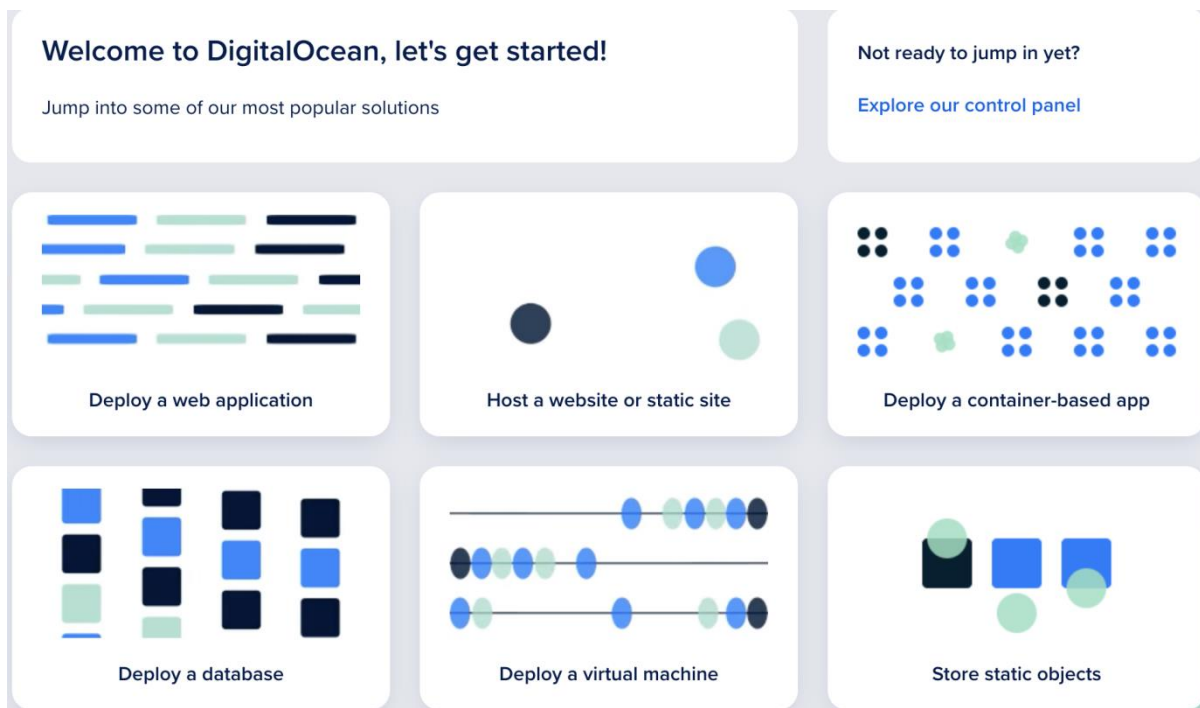 Welcome to DigitalOcean, let's get started!
Jump into some of our most popular solutions
Not ready to jump in yet?
Explore our control panel
Deploy a web application
Host a website or static site
Deploy a container-based app
Deploy a database
Deploy a virtual machine
Store static objects